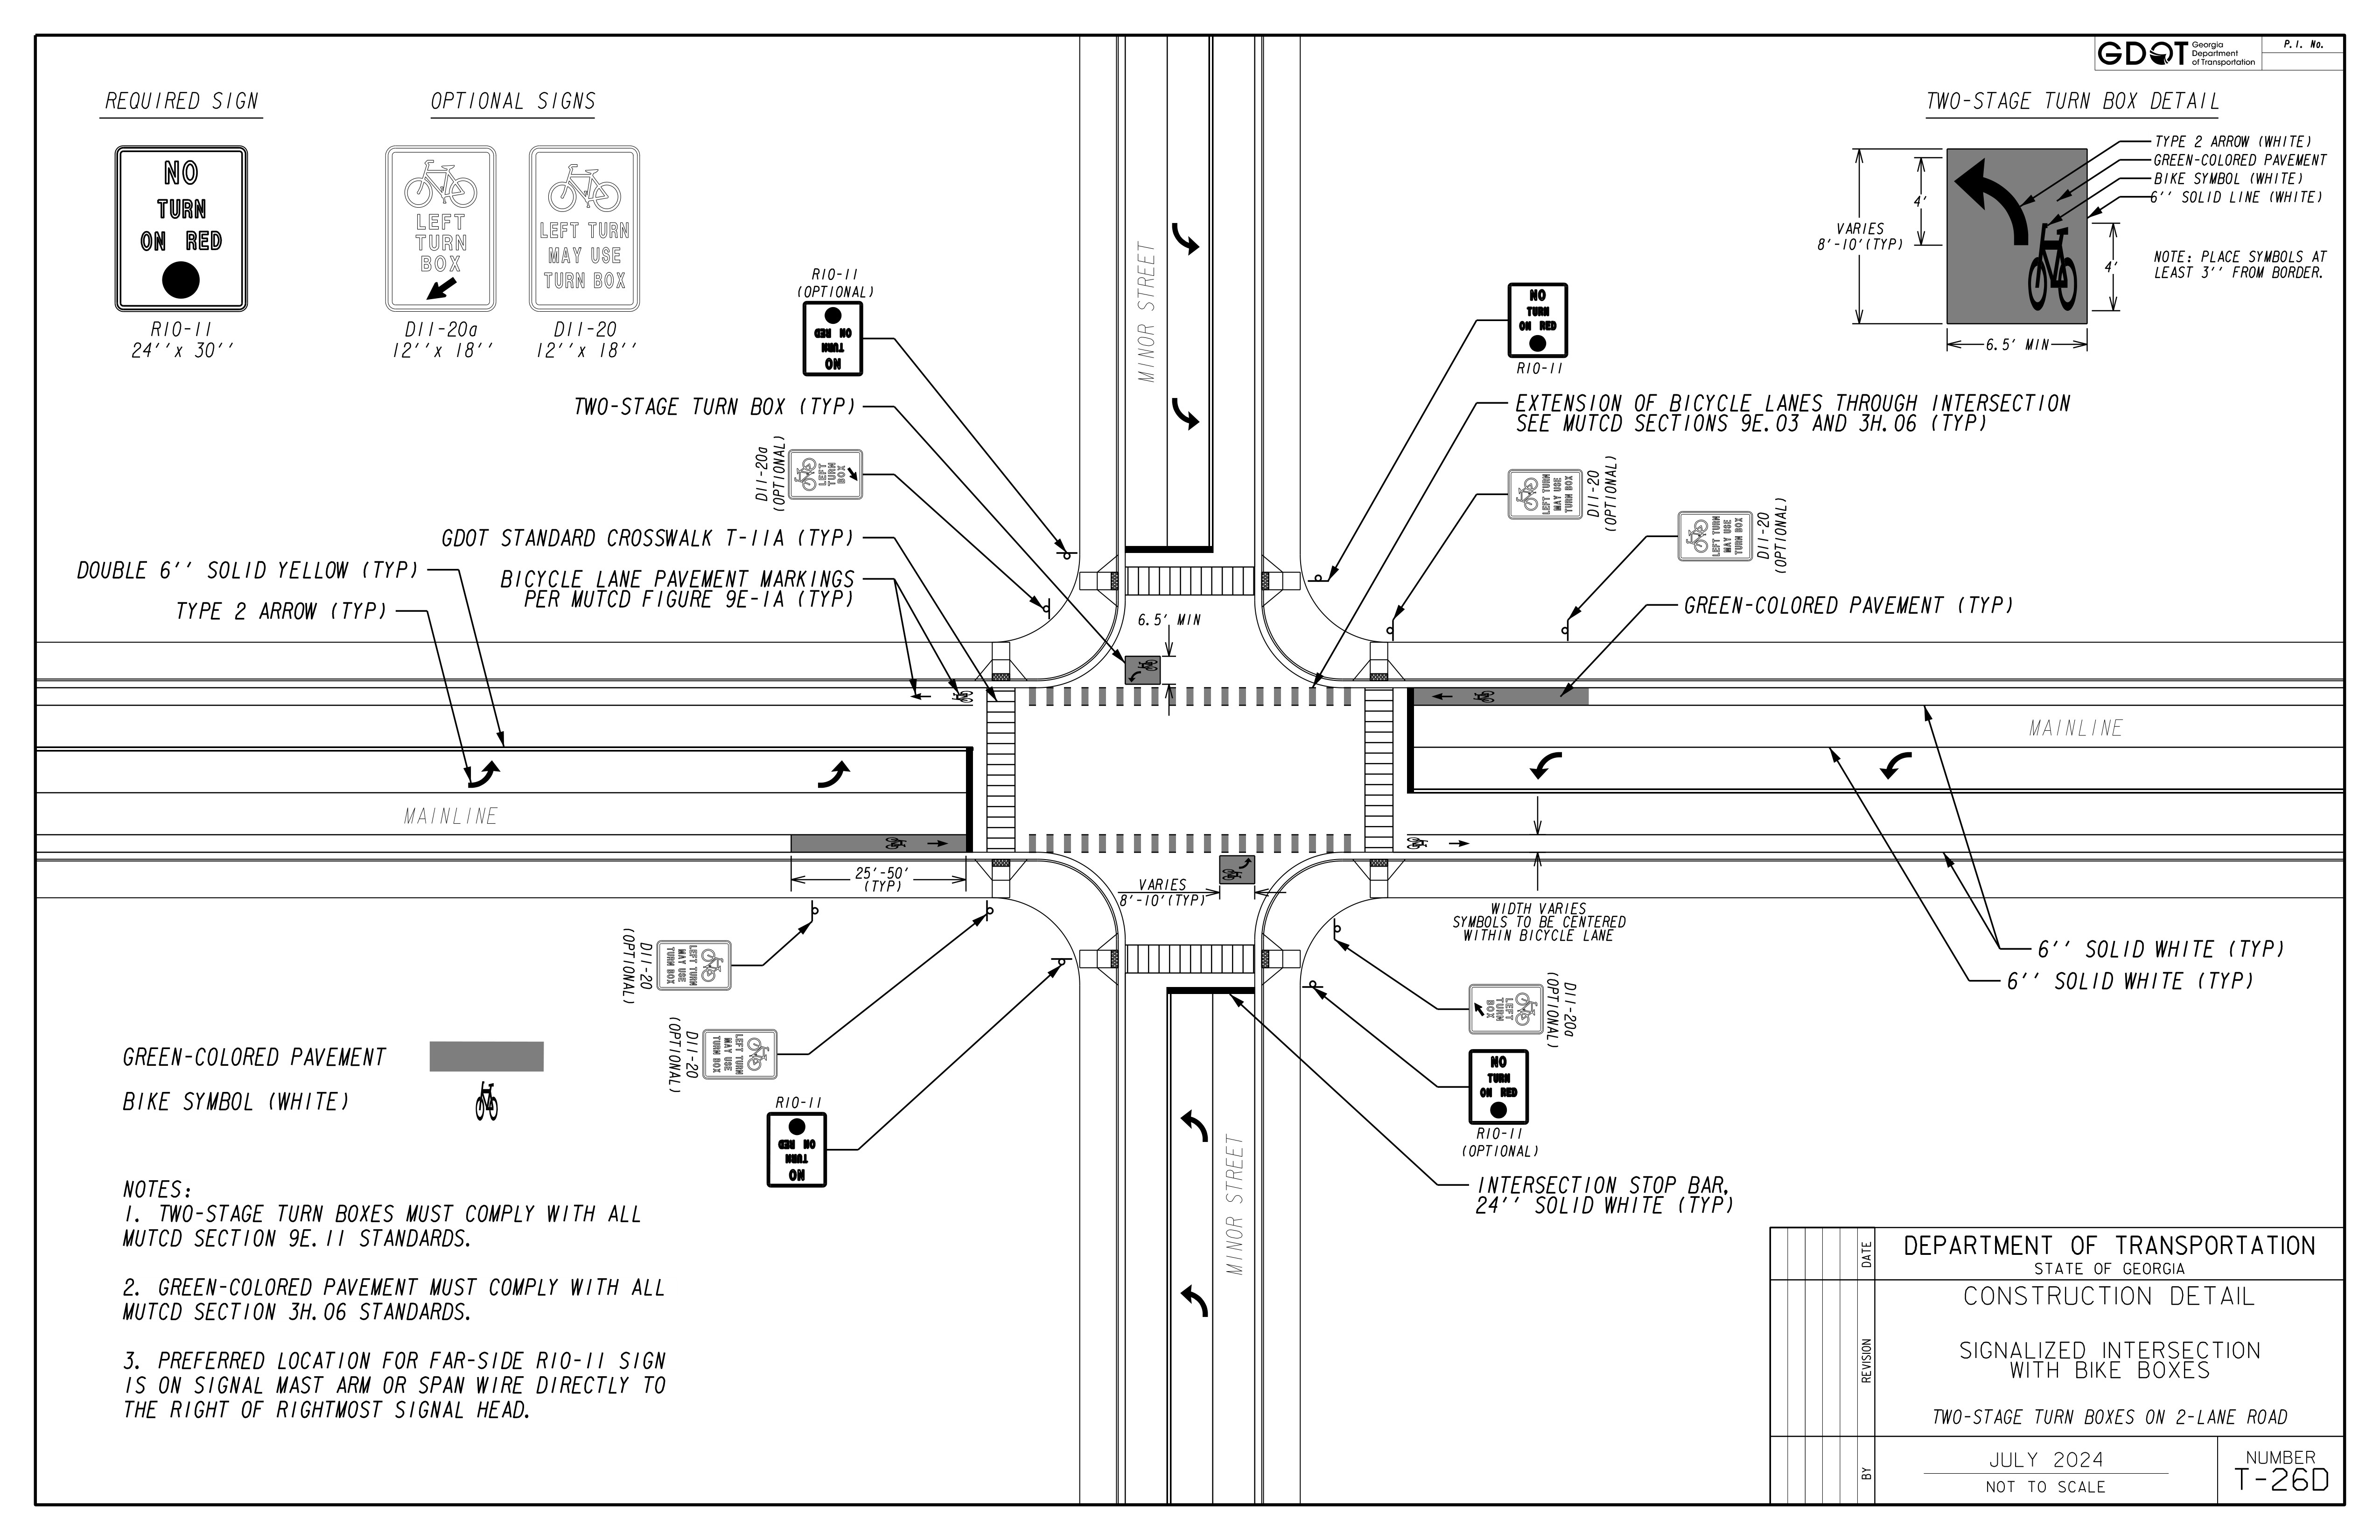 GDOT Georgia
Department
of Transportation
P.I. No.
REQUIRED SIGN
NO
TURN
ON RED
R10-11
24''x 30''
OPTIONAL SIGNS
LEFT
TURN
BOX
D11-20a
12''x 18''
LEFT TURN
MAY USE
TURN BOX
D11-20
12''x 18''
TWO-STAGE TURN BOX DETAIL
TYPE 2 ARROW (WHITE)
GREEN-COLORED PAVEMENT
BIKE SYMBOL (WHITE)
6'' SOLID LINE (WHITE)
4'
VARIES
8'-10'(TYP)
4'
NOTE: PLACE SYMBOLS AT
LEAST 3'' FROM BORDER.
6.5' MIN
R10-11
(OPTIONAL)
NO
TURN
ON RED
MINOR STREET
NO
TURN
ON RED
R10-11
TWO-STAGE TURN BOX (TYP)
EXTENSION OF BICYCLE LANES THROUGH INTERSECTION
SEE MUTCD SECTIONS 9E.03 AND 3H.06 (TYP)
D11-20a
(OPTIONAL)
LEFT
TURN
BOX
LEFT TURN
MAY USE
TURN BOX
D11-20
(OPTIONAL)
LEFT TURN
MAY USE
TURN BOX
D11-20
(OPTIONAL)
GDOT STANDARD CROSSWALK T-11A (TYP)
DOUBLE 6'' SOLID YELLOW (TYP)
BICYCLE LANE PAVEMENT MARKINGS
PER MUTCD FIGURE 9E-1A (TYP)
TYPE 2 ARROW (TYP)
6.5' MIN
GREEN-COLORED PAVEMENT (TYP)
MAINLINE
MAINLINE
25'-50'
(TYP)
VARIES
8'-10'(TYP)
WIDTH VARIES
SYMBOLS TO BE CENTERED
WITHIN BICYCLE LANE
6'' SOLID WHITE (TYP)
6'' SOLID WHITE (TYP)
D11-20
(OPTIONAL)
LEFT TURN
MAY USE
TURN BOX
D11-20
(OPTIONAL)
LEFT TURN
MAY USE
TURN BOX
LEFT
TURN
BOX
D11-20a
(OPTIONAL)
R10-11
NO
TURN
ON RED
NO
TURN
ON RED
R10-11
(OPTIONAL)
MINOR STREET
INTERSECTION STOP BAR,
24'' SOLID WHITE (TYP)
GREEN-COLORED PAVEMENT
BIKE SYMBOL (WHITE)
NOTES:
1. TWO-STAGE TURN BOXES MUST COMPLY WITH ALL
MUTCD SECTION 9E.11 STANDARDS.
2. GREEN-COLORED PAVEMENT MUST COMPLY WITH ALL
MUTCD SECTION 3H.06 STANDARDS.
3. PREFERRED LOCATION FOR FAR-SIDE R10-11 SIGN
IS ON SIGNAL MAST ARM OR SPAN WIRE DIRECTLY TO
THE RIGHT OF RIGHTMOST SIGNAL HEAD.
DATE
REVISION
BY
DEPARTMENT OF TRANSPORTATION
STATE OF GEORGIA
CONSTRUCTION DETAIL
SIGNALIZED INTERSECTION
WITH BIKE BOXES
TWO-STAGE TURN BOXES ON 2-LANE ROAD
JULY 2024
NOT TO SCALE
NUMBER
T-26D